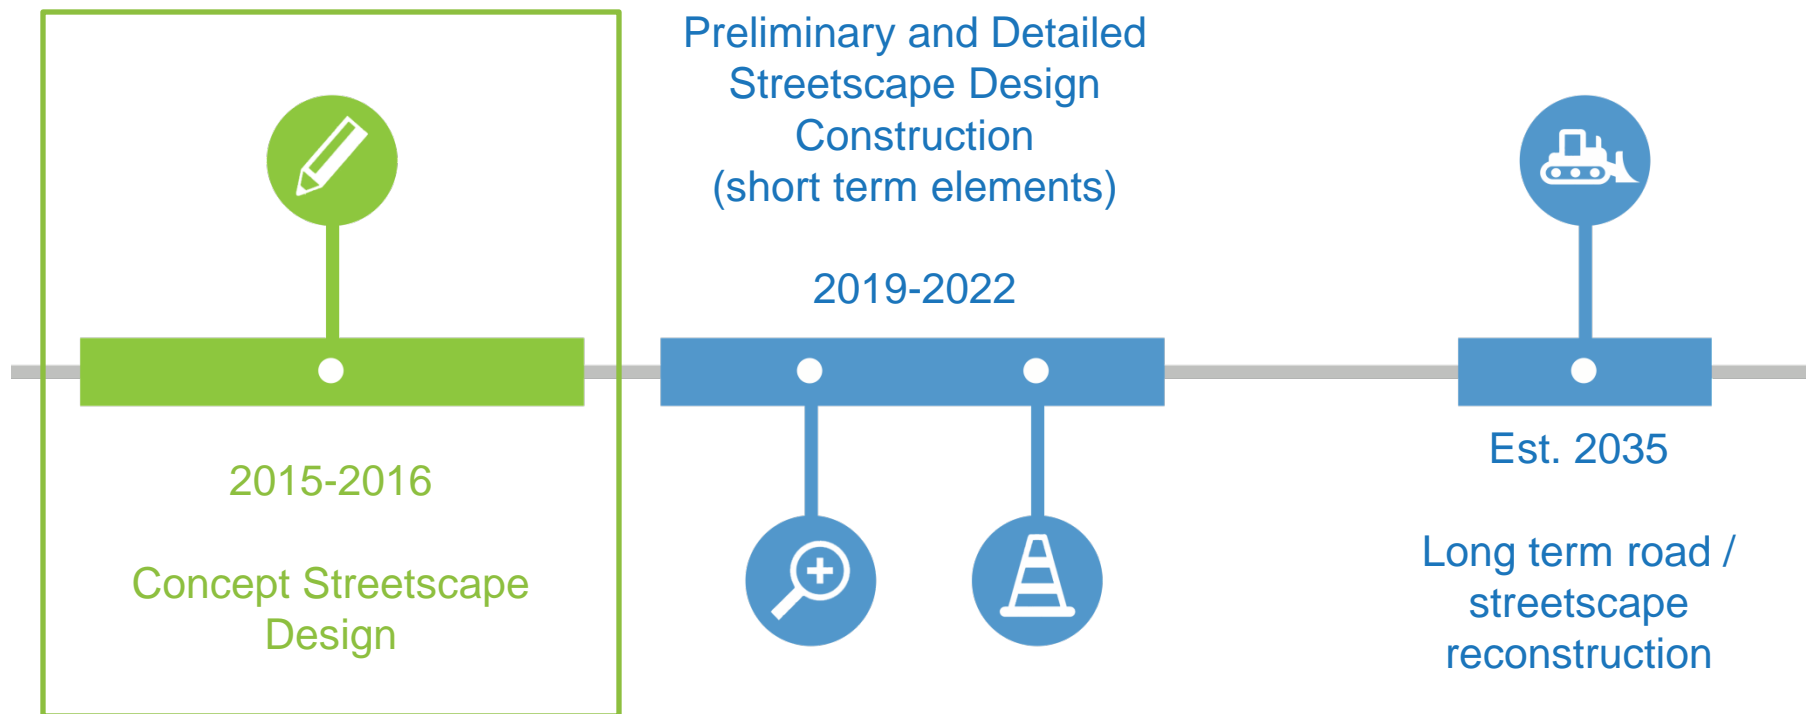 2015-2016
Concept Streetscape
Design
Preliminary and Detailed
Streetscape Design
Construction
(short term elements)
2019-2022
Est. 2035
Long term road /
streetscape
reconstruction